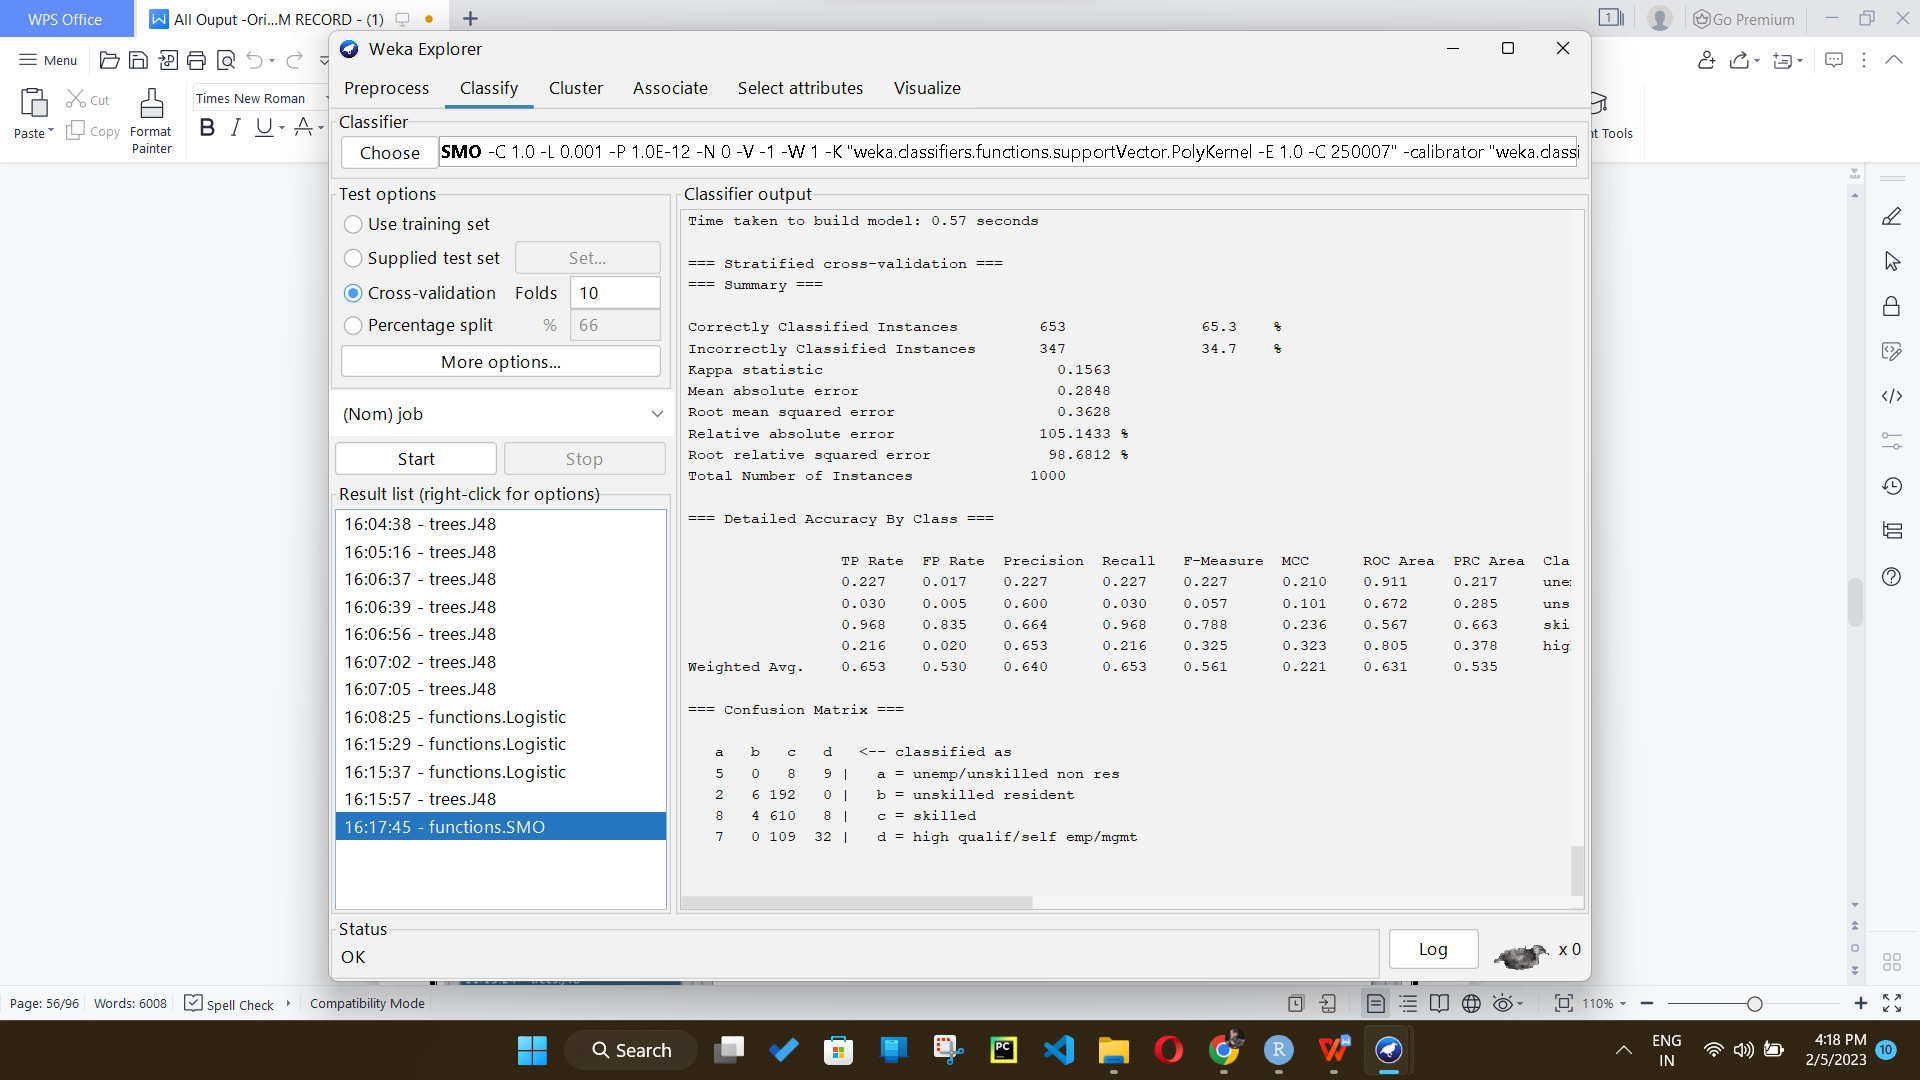 WPS Office
All Ouput -Ori...M RECORD - (1)
Go Premium
Menu
Paste
Cut
Copy
Format
Painter
Times New Roman
B I U A
nt Tools
Weka Explorer
Preprocess Classify Cluster Associate Select attributes Visualize
Classifier
Choose
SMO -C 1.0 -L 0.001 -P 1.0E-12 -N 0 -V -1 -W 1 -K "weka.classifiers.functions.supportVector.PolyKernel -E 1.0 -C 250007" -calibrator "weka.classi
Test options
Use training set
Supplied test set Set...
Cross-validation Folds 10
Percentage split % 66
More options...
(Nom) job
Start Stop
Result list (right-click for options)
16:04:38 - trees.J48
16:05:16 - trees.J48
16:06:37 - trees.J48
16:06:39 - trees.J48
16:06:56 - trees.J48
16:07:02 - trees.J48
16:07:05 - trees.J48
16:08:25 - functions.Logistic
16:15:29 - functions.Logistic
16:15:37 - functions.Logistic
16:15:57 - trees.J48
16:17:45 - functions.SMO
Classifier output
Time taken to build model: 0.57 seconds
=== Stratified cross-validation ===
=== Summary ===
Correctly Classified Instances 653 65.3 %
Incorrectly Classified Instances 347 34.7 %
Kappa statistic 0.1563
Mean absolute error 0.2848
Root mean squared error 0.3628
Relative absolute error 105.1433 %
Root relative squared error 98.6812 %
Total Number of Instances 1000
=== Detailed Accuracy By Class ===
TP Rate FP Rate Precision Recall F-Measure MCC ROC Area PRC Area Cla
0.227 0.017 0.227 0.227 0.227 0.210 0.911 0.217 une
0.030 0.005 0.600 0.030 0.057 0.101 0.672 0.285 uns
0.968 0.835 0.664 0.968 0.788 0.236 0.567 0.663 ski
0.216 0.020 0.653 0.216 0.325 0.323 0.805 0.378 hig
Weighted Avg. 0.653 0.530 0.640 0.653 0.561 0.221 0.631 0.535
=== Confusion Matrix ===
a b c d <-- classified as
5 0 8 9 | a = unemp/unskilled non res
2 6 192 0 | b = unskilled resident
8 4 610 8 | c = skilled
7 0 109 32 | d = high qualif/self emp/mgmt
Status
OK
Log
x 0
Page: 56/96 Words: 6008 Spell Check Compatibility Mode
110%
Search
PC
R
ENG
IN
4:18 PM
2/5/2023
10